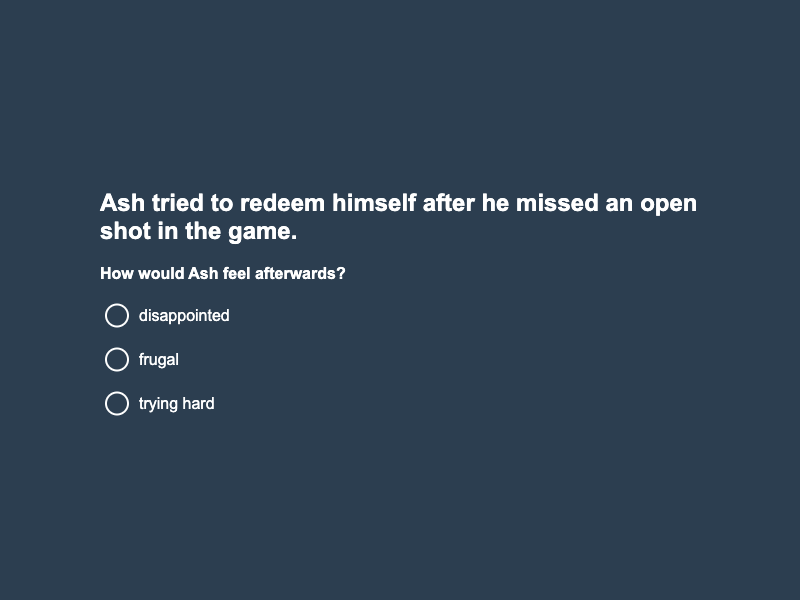 Ash tried to redeem himself after he missed an open
shot in the game.
How would Ash feel afterwards?
disappointed
frugal
trying hard